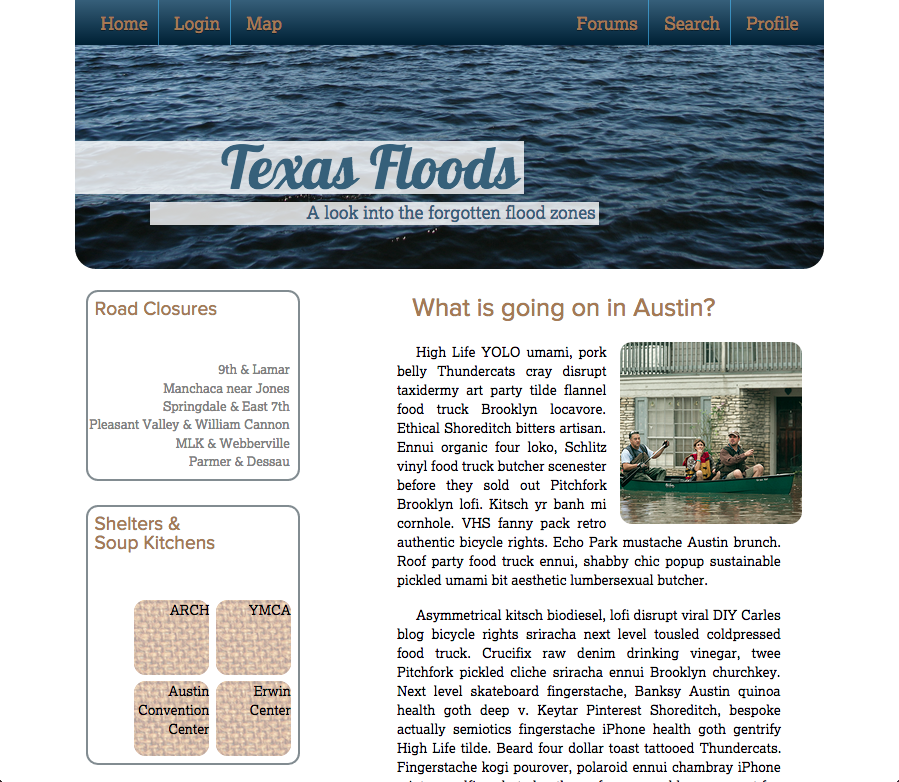 Home Login Map Forums Search Profile
Texas Floods
A look into the forgotten flood zones
Road Closures
9th & Lamar
Manchaca near Jones
Springdale & East 7th
Pleasant Valley & William Cannon
MLK & Webberville
Parmer & Dessau
Shelters &
Soup Kitchens
ARCH
YMCA
Austin
Convention
Center
Erwin
Center
What is going on in Austin?
High Life YOLO umami, pork
belly Thundercats cray disrupt
taxidermy art party tilde flannel
food truck Brooklyn locavore.
Ethical Shoreditch bitters artisan.
Ennui organic four loko, Schlitz
vinyl food truck butcher scenester
before they sold out Pitchfork
Brooklyn lofi. Kitsch yr banh mi
cornhole. VHS fanny pack retro
authentic bicycle rights. Echo Park mustache Austin brunch.
Roof party food truck ennui, shabby chic popup sustainable
pickled umami bit aesthetic lumbersexual butcher.
Asymmetrical kitsch biodiesel, lofi disrupt viral DIY Carles
blog bicycle rights sriracha next level tousled coldpressed
food truck. Crucifix raw denim drinking vinegar, twee
Pitchfork pickled cliche sriracha ennui Brooklyn churchkey.
Next level skateboard fingerstache, Banksy Austin quinoa
health goth deep v. Keytar Pinterest Shoreditch, bespoke
actually semiotics fingerstache iPhone health goth gentrify
High Life tilde. Beard four dollar toast tattooed Thundercats.
Fingerstache kogi pourover, polaroid ennui chambray iPhone